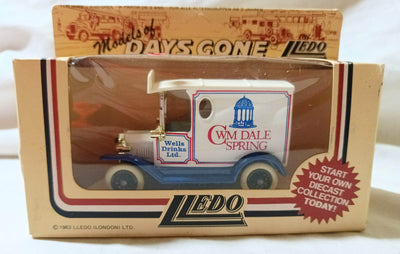 Models of
DAYS GONE
LLEDO
CWM DALE
SPRING
Wells
Drinks
Ltd.
START
YOUR OWN
DIECAST
COLLECTION
TODAY!
LLEDO
© 1983 LLEDO (LONDON) LTD.